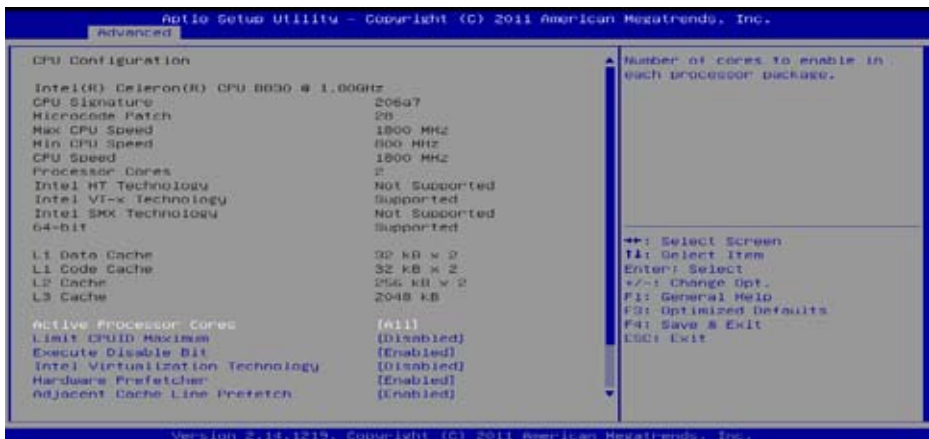 Aptio Setup Utility - Copyright (C) 2011 American Megatrends, Inc.
Advanced
CPU Configuration
Intel(R) Celeron(R) CPU B830 @ 1.80GHz
CPU Signature 206a7
Microcode Patch 28
Max CPU Speed 1800 MHz
Min CPU Speed 800 MHz
CPU Speed 1800 MHz
Processor Cores 2
Intel HT Technology Not Supported
Intel VT-x Technology Supported
Intel SMX Technology Not Supported
64-bit Supported
L1 Data Cache 32 kB x 2
L1 Code Cache 32 kB x 2
L2 Cache 256 kB x 2
L3 Cache 2048 kB
Active Processor Cores [All]
Limit CPUID Maximum [Disabled]
Execute Disable Bit [Enabled]
Intel Virtualization Technology [Disabled]
Hardware Prefetcher [Enabled]
Adjacent Cache Line Prefetch [Enabled]
Number of cores to enable in
each processor package.
→←: Select Screen
↑↓: Select Item
Enter: Select
+/-: Change Opt.
F1: General Help
F3: Optimized Defaults
F4: Save & Exit
ESC: Exit
Version 2.14.1219. Copyright (C) 2011 American Megatrends, Inc.